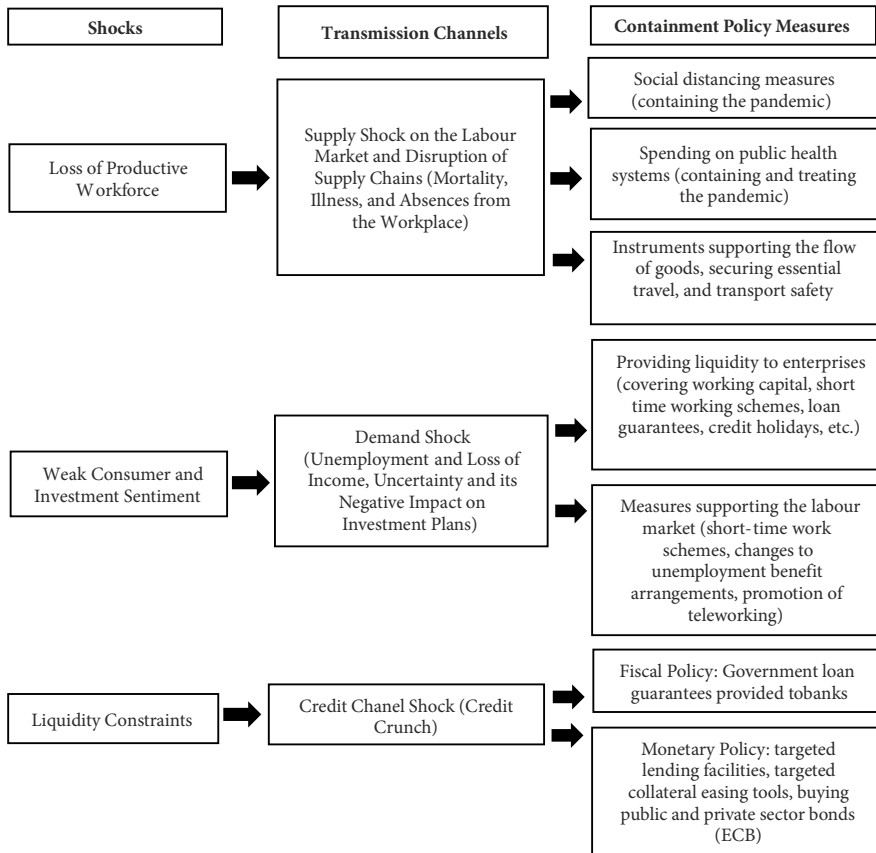 Shocks
Transmission Channels
Containment Policy Measures
Loss of Productive
Workforce
Supply Shock on the Labour
Market and Disruption of
Supply Chains (Mortality,
Illness, and Absences from
the Workplace)
Social distancing measures
(containing the pandemic)
Spending on public health
systems (containing and treating
the pandemic)
Instruments supporting the flow
of goods, securing essential
travel, and transport safety
Weak Consumer and
Investment Sentiment
Demand Shock
(Unemployment and Loss of
Income, Uncertainty and its
Negative Impact on
Investment Plans)
Providing liquidity to enterprises
(covering working capital, short
time working schemes, loan
guarantees, credit holidays, etc.)
Measures supporting the labour
market (short-time work
schemes, changes to
unemployment benefit
arrangements, promotion of
teleworking)
Liquidity Constraints
Credit Chanel Shock (Credit
Crunch)
Fiscal Policy: Government loan
guarantees provided tobanks
Monetary Policy: targeted
lending facilities, targeted
collateral easing tools, buying
public and private sector bonds
(ECB)